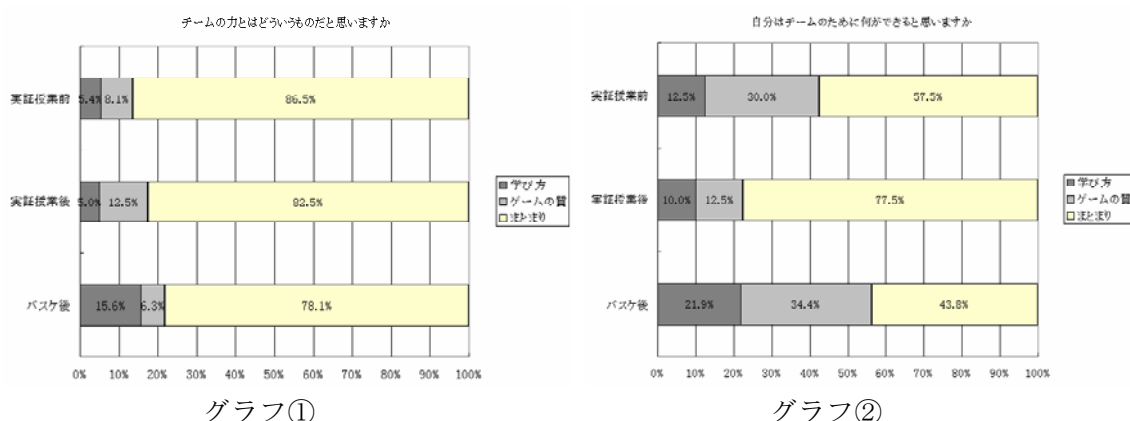 チームの力とはどういうものだと思いますか
実証授業前
5.4%
8.1%
86.5%
実証授業後
5.0%
12.5%
82.5%
バスケ後
15.6%
6.3%
78.1%
0% 10% 20% 30% 40% 50% 60% 70% 80% 90% 100%
学び方
ゲームの質
まとまり
グラフ①
自分はチームのために何ができると思いますか
実証授業前
12.5%
30.0%
57.5%
実証授業後
10.0%
12.5%
77.5%
バスケ後
21.9%
34.4%
43.8%
0% 10% 20% 30% 40% 50% 60% 70% 80% 90% 100%
学び方
ゲームの質
まとまり
グラフ②